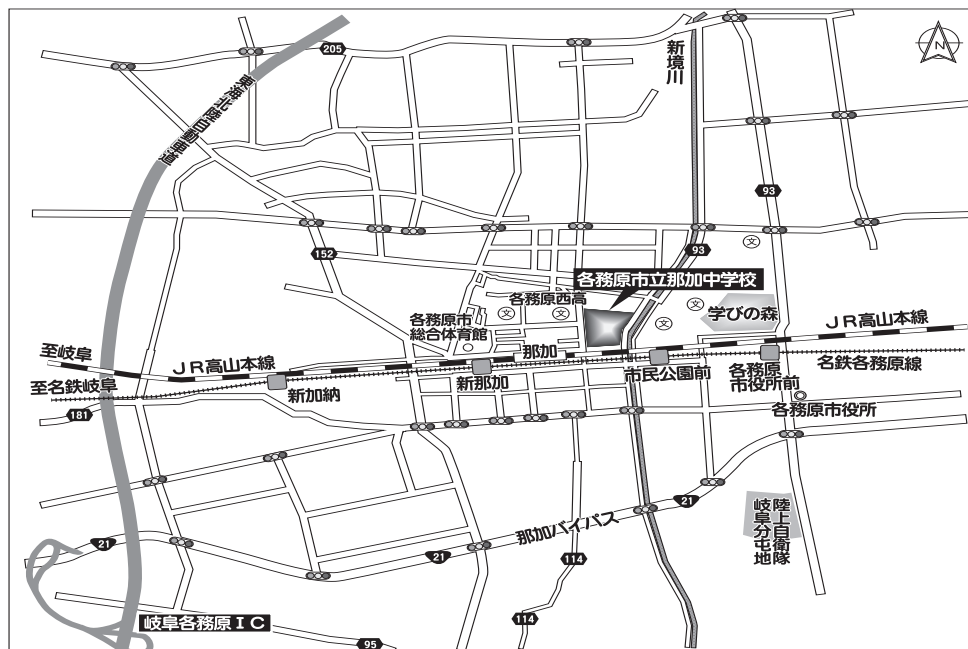 205
新境川
N
東海北陸自動車道
93
152
93
各務原市立那加中学校
各務原西高
文
文
文
文
文
学びの森
各務原市
総合体育館
JR高山本線
至岐阜
JR高山本線
那加
名鉄各務原線
至名鉄岐阜
新加納
新那加
市民公園前
各務原
市役所前
181
各務原市役所
21
那加バイパス
陸上自衛隊
岐阜分屯地
21
21
114
114
岐阜各務原IC
95